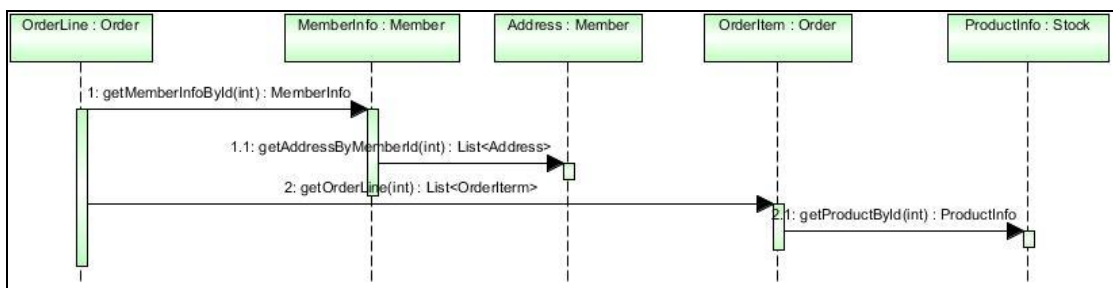 OrderLine : Order
MemberInfo : Member
Address : Member
OrderItem : Order
ProductInfo : Stock
1: getMemberInfoById(int) : MemberInfo
1.1: getAddressByMemberId(int) : List<Address>
2: getOrderLine(int) : List<OrderIterm>
2.1: getProductById(int) : ProductInfo